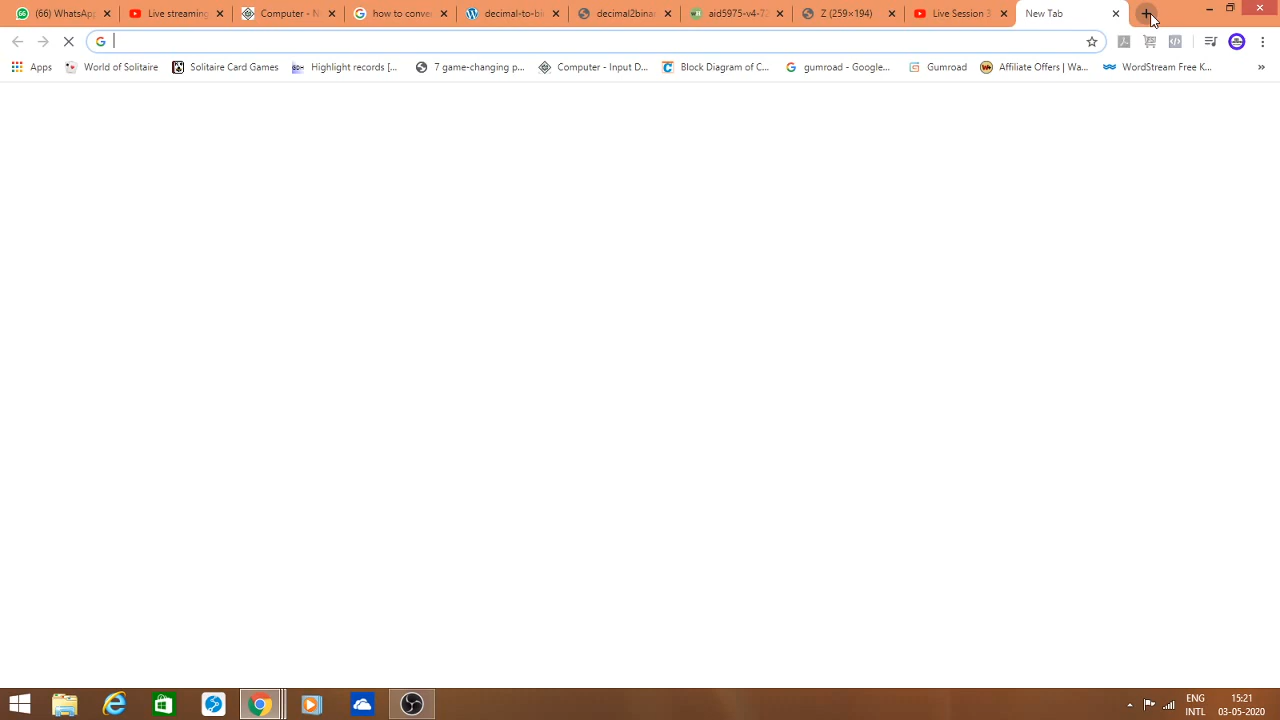 (66) WhatsApp Live streaming Computer - N how to conve decimal-to-bi decimal2bina aid5975-v4-72 Z (259×194) Live Session 3 New Tab
Apps World of Solitaire Solitaire Card Games Highlight records [... 7 game-changing p... Computer - Input D... Block Diagram of C... gumroad - Google... Gumroad Affiliate Offers | Wa... WordStream Free K... »
ENG 15:21
INTL 03-05-2020